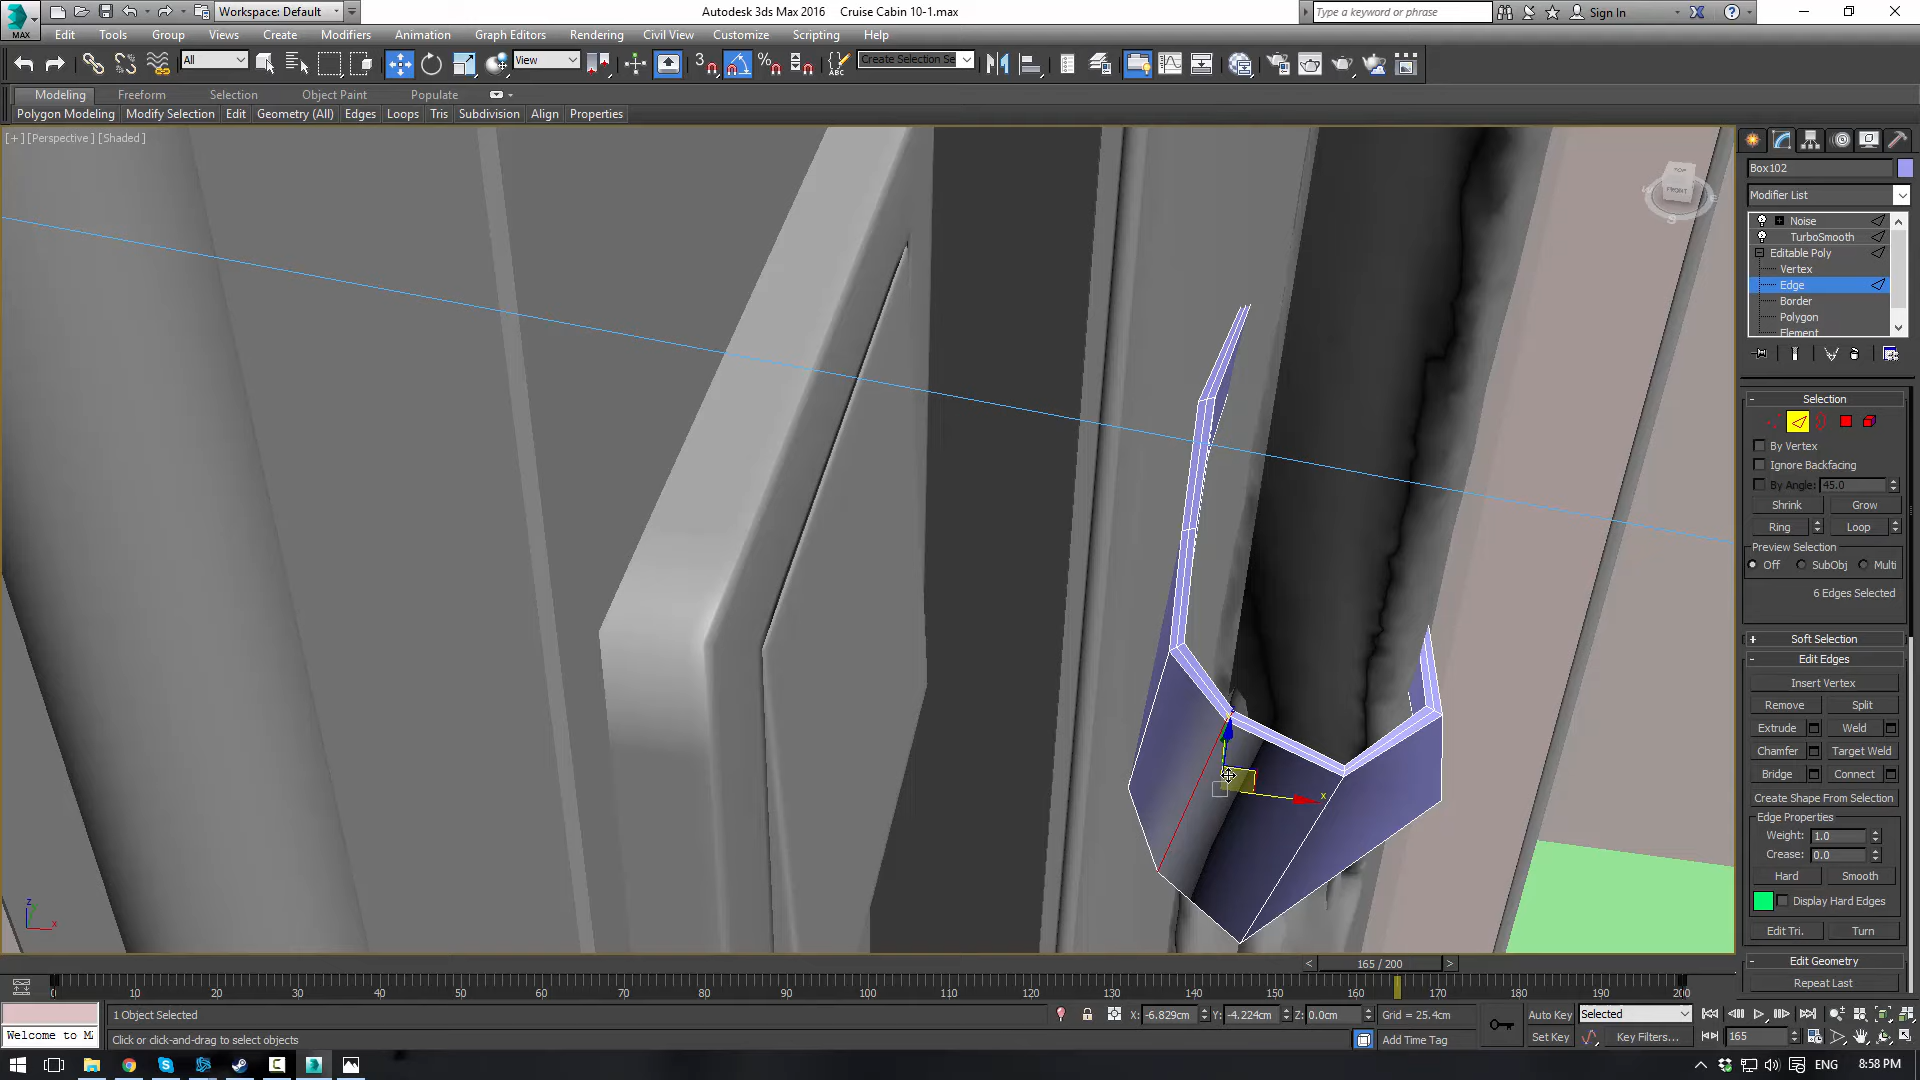 MAX
Workspace: Default
Autodesk 3ds Max 2016 Cruise Cabin 10-1.max
Type a keyword or phrase
Sign In
Edit Tools Group Views Create Modifiers Animation Graph Editors Rendering Civil View Customize Scripting Help
All
View
3
ABC
Create Selection Se
Modeling Freeform Selection Object Paint Populate
Polygon Modeling Modify Selection Edit Geometry (All) Edges Loops Tris Subdivision Align Properties
[+] [Perspective] [Shaded]
TOP
FRONT
Box102
Modifier List
Noise
TurboSmooth
Editable Poly
Vertex
Edge
Border
Polygon
Element
- Selection
By Vertex
Ignore Backfacing
By Angle: 45.0
Shrink Grow
Ring Loop
Preview Selection
Off SubObj Multi
6 Edges Selected
+ Soft Selection
- Edit Edges
Insert Vertex
Remove Split
Extrude Weld
Chamfer Target Weld
Bridge Connect
Create Shape From Selection
Edge Properties
Weight: 1.0
Crease: 0.0
Hard Smooth
Display Hard Edges
Edit Tri. Turn
- Edit Geometry
Repeat Last
x
z
x
< 165 / 200 >
0 10 20 30 40 50 60 70 80 90 100 110 120 130 140 150 160 170 180 190 200
1 Object Selected
X: -6.829cm Y: -4.224cm Z: 0.0cm Grid = 25.4cm
Auto Key Selected
Welcome to M
Click or click-and-drag to select objects
Add Time Tag
Set Key Key Filters... 165
ENG 8:58 PM